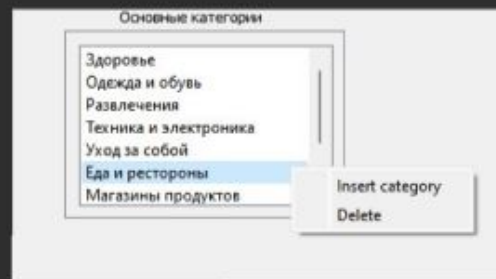 Основные категории
Здоровье
Одежда и обувь
Развлечения
Техника и электроника
Уход за собой
Еда и рестороны
Магазины продуктов
Insert category
Delete